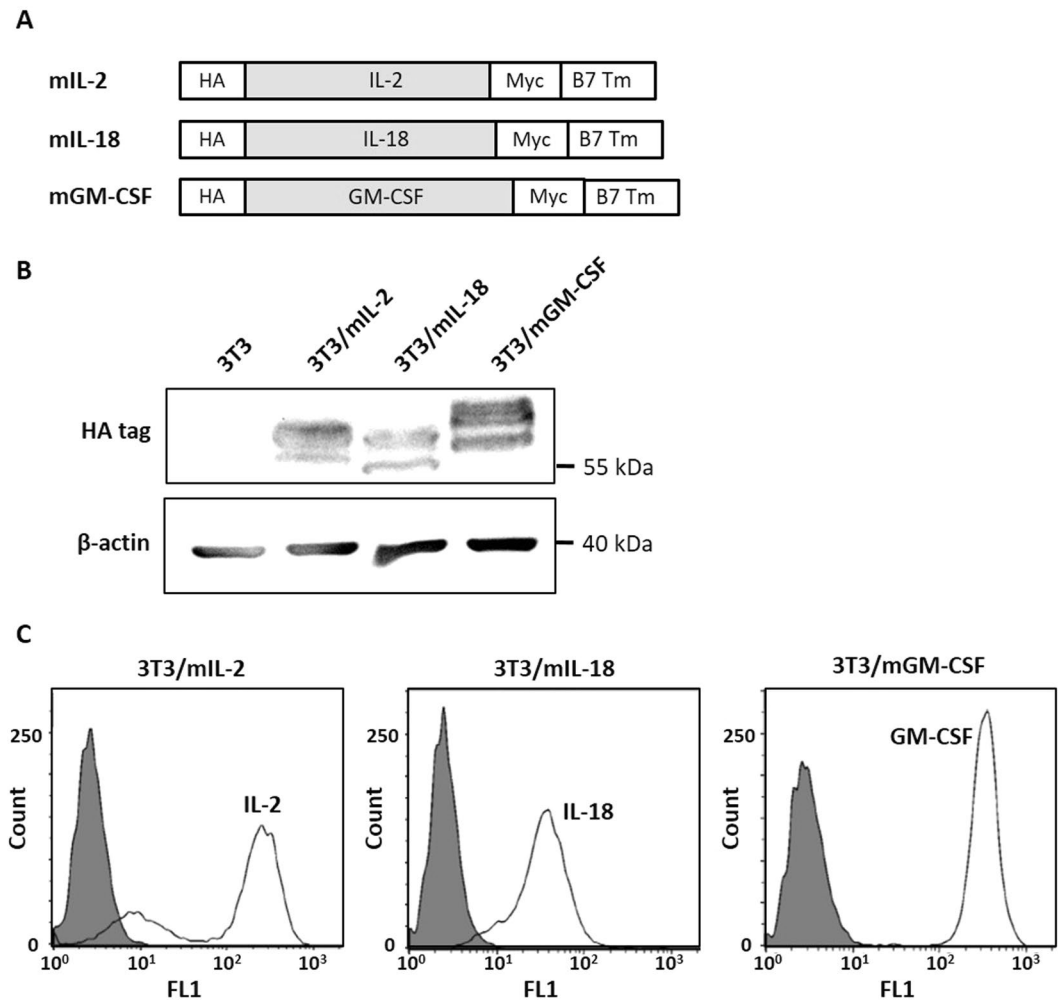 A
mIL-2 HA IL-2 Myc B7 Tm
mIL-18 HA IL-18 Myc B7 Tm
mGM-CSF HA GM-CSF Myc B7 Tm
B
3T3 3T3/mIL-2 3T3/mIL-18 3T3/mGM-CSF
HA tag
55 kDa
β-actin
40 kDa
C
3T3/mIL-2
250
IL-2
Count
0
10⁰ 10¹ 10² 10³
FL1
3T3/mIL-18
250
IL-18
Count
0
10⁰ 10¹ 10² 10³
FL1
3T3/mGM-CSF
250
GM-CSF
Count
0
10⁰ 10¹ 10² 10³
FL1